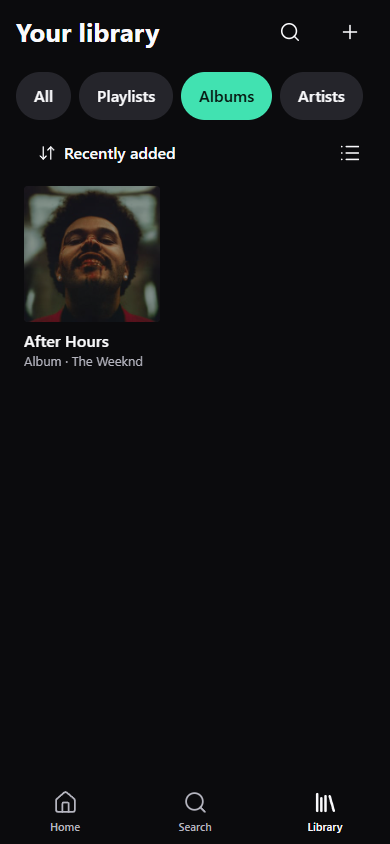 Your library
All
Playlists
Albums
Artists
Recently added
After Hours
Album · The Weeknd
Home
Search
Library